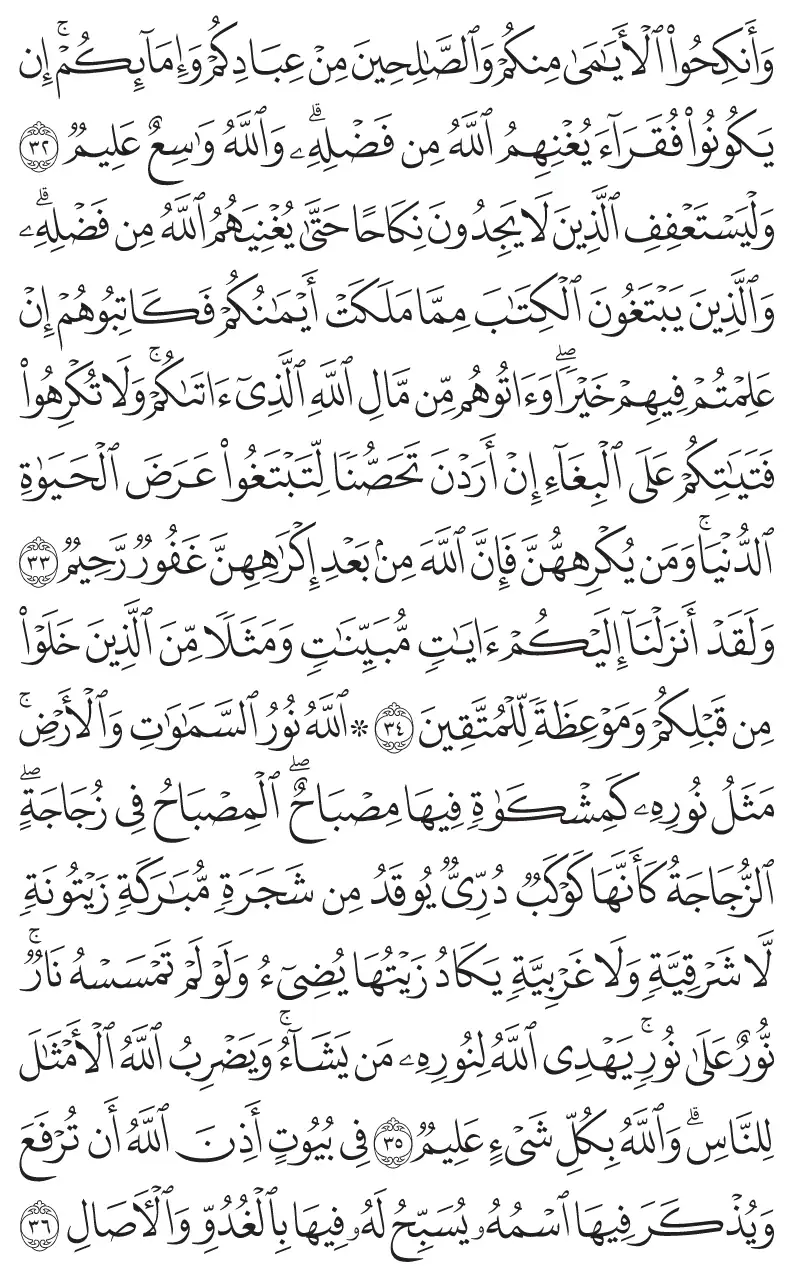 وَأَنكِحُوا۟ ٱلْأَيَـٰمَىٰ مِنكُمْ وَٱلصَّـٰلِحِينَ مِنْ عِبَادِكُمْ وَإِمَآئِكُمْ ۚ إِن
يَكُونُوا۟ فُقَرَآءَ يُغْنِهِمُ ٱللَّهُ مِن فَضْلِهِۦ ۗ وَٱللَّهُ وَٰسِعٌ عَلِيمٌ ٣٢
وَلْيَسْتَعْفِفِ ٱلَّذِينَ لَا يَجِدُونَ نِكَاحًا حَتَّىٰ يُغْنِيَهُمُ ٱللَّهُ مِن فَضْلِهِۦ ۗ
وَٱلَّذِينَ يَبْتَغُونَ ٱلْكِتَـٰبَ مِمَّا مَلَكَتْ أَيْمَـٰنُكُمْ فَكَاتِبُوهُمْ إِنْ
عَلِمْتُمْ فِيهِمْ خَيْرًا ۖ وَءَاتُوهُم مِّن مَّالِ ٱللَّهِ ٱلَّذِىٓ ءَاتَىٰكُمْ ۚ وَلَا تُكْرِهُوا۟
فَتَيَـٰتِكُمْ عَلَى ٱلْبِغَآءِ إِنْ أَرَدْنَ تَحَصُّنًا لِّتَبْتَغُوا۟ عَرَضَ ٱلْحَيَوٰةِ
ٱلدُّنْيَا ۚ وَمَن يُكْرِههُّنَّ فَإِنَّ ٱللَّهَ مِنۢ بَعْدِ إِكْرَٰهِهِنَّ غَفُورٌ رَّحِيمٌ ٣٣
وَلَقَدْ أَنزَلْنَآ إِلَيْكُمْ ءَايَـٰتٍ مُّبَيِّنَـٰتٍ وَمَثَلًا مِّنَ ٱلَّذِينَ خَلَوْا۟
مِن قَبْلِكُمْ وَمَوْعِظَةً لِّلْمُتَّقِينَ ٣٤ * ٱللَّهُ نُورُ ٱلسَّمَـٰوَٰتِ وَٱلْأَرْضِ ۚ
مَثَلُ نُورِهِۦ كَمِشْكَوٰةٍ فِيهَا مِصْبَاحٌ ۖ ٱلْمِصْبَاحُ فِى زُجَاجَةٍ ۖ
ٱلزُّجَاجَةُ كَأَنَّهَا كَوْكَبٌ دُرِّىٌّ يُوقَدُ مِن شَجَرَةٍ مُّبَـٰرَكَةٍ زَيْتُونَةٍ
لَّا شَرْقِيَّةٍ وَلَا غَرْبِيَّةٍ يَكَادُ زَيْتُهَا يُضِىٓءُ وَلَوْ لَمْ تَمْسَسْهُ نَارٌ ۚ
نُّورٌ عَلَىٰ نُورٍ ۗ يَهْدِى ٱللَّهُ لِنُورِهِۦ مَن يَشَآءُ ۚ وَيَضْرِبُ ٱللَّهُ ٱلْأَمْثَـٰلَ
لِلنَّاسِ ۗ وَٱللَّهُ بِكُلِّ شَىْءٍ عَلِيمٌ ٣٥ فِى بُيُوتٍ أَذِنَ ٱللَّهُ أَن تُرْفَعَ
وَيُذْكَرَ فِيهَا ٱسْمُهُۥ يُسَبِّحُ لَهُۥ فِيهَا بِٱلْغُدُوِّ وَٱلْـَٔاصَالِ ٣٦